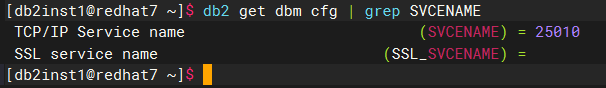 [db2inst1@redhat7 ~]$ db2 get dbm cfg | grep SVCENAME
TCP/IP Service name (SVCENAME) = 25010
SSL service name (SSL_SVCENAME) =
[db2inst1@redhat7 ~]$